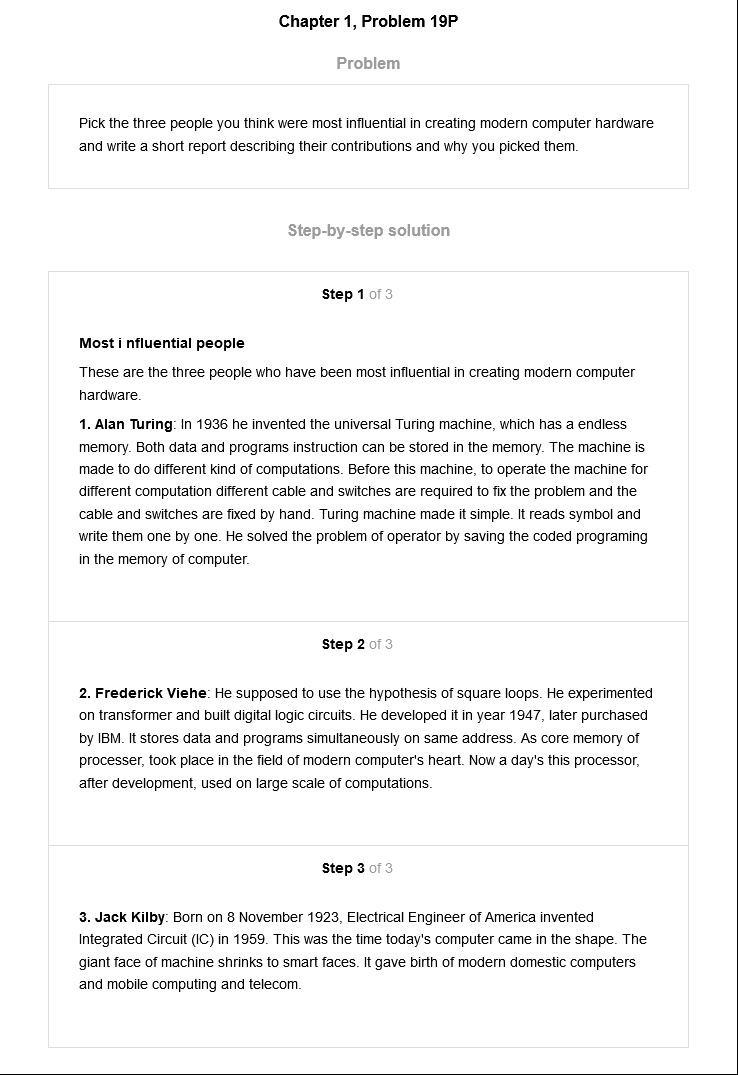 Chapter 1, Problem 19P
Problem
Pick the three people you think were most influential in creating modern computer hardware
and write a short report describing their contributions and why you picked them.
Step-by-step solution
Step 1 of 3
Most i nfluential people
These are the three people who have been most influential in creating modern computer
hardware.
1. Alan Turing: In 1936 he invented the universal Turing machine, which has a endless
memory. Both data and programs instruction can be stored in the memory. The machine is
made to do different kind of computations. Before this machine, to operate the machine for
different computation different cable and switches are required to fix the problem and the
cable and switches are fixed by hand. Turing machine made it simple. It reads symbol and
write them one by one. He solved the problem of operator by saving the coded programing
in the memory of computer.
Step 2 of 3
2. Frederick Viehe: He supposed to use the hypothesis of square loops. He experimented
on transformer and built digital logic circuits. He developed it in year 1947, later purchased
by IBM. It stores data and programs simultaneously on same address. As core memory of
processer, took place in the field of modern computer's heart. Now a day's this processor,
after development, used on large scale of computations.
Step 3 of 3
3. Jack Kilby: Born on 8 November 1923, Electrical Engineer of America invented
Integrated Circuit (IC) in 1959. This was the time today's computer came in the shape. The
giant face of machine shrinks to smart faces. It gave birth of modern domestic computers
and mobile computing and telecom.